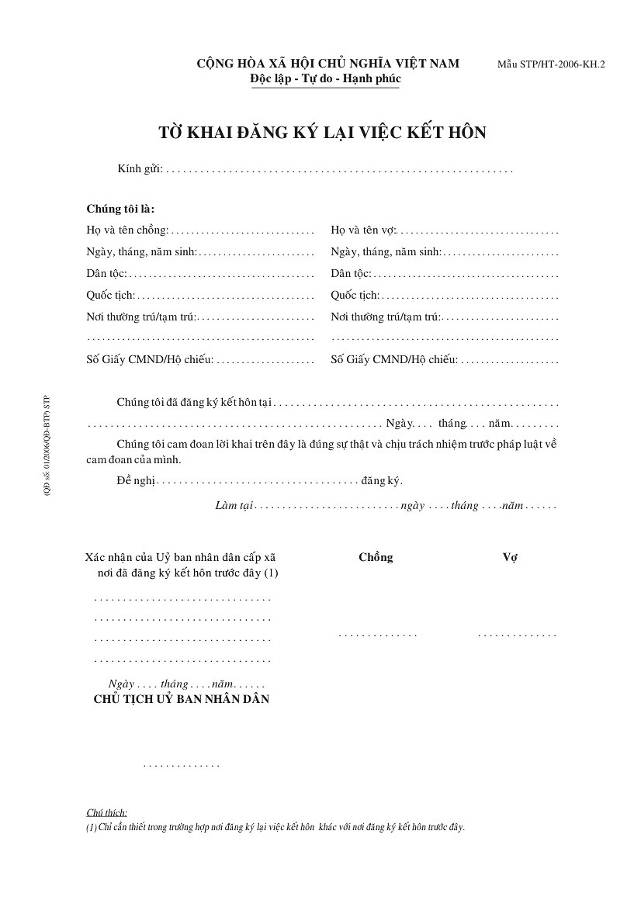 CỘNG HÒA XÃ HỘI CHỦ NGHĨA VIỆT NAM
Mẫu STP/HT-2006-KH.2
Độc lập - Tự do - Hạnh phúc
TỜ KHAI ĐĂNG KÝ LẠI VIỆC KẾT HÔN
Kính gửi: . . . . . . . . . . . . . . . . . . . . . . . . . . . . . .
Chúng tôi là:
Họ và tên chồng: . . . . . . . . . . . . . . . . Họ và tên vợ: . . . . . . . . . . . . . . . .
Ngày, tháng, năm sinh: . . . . . . . . . . . . . . . . Ngày, tháng, năm sinh: . . . . . . . . . . . . . . . .
Dân tộc: . . . . . . . . . . . . . . . . Dân tộc: . . . . . . . . . . . . . . . .
Quốc tịch: . . . . . . . . . . . . . . . . Quốc tịch: . . . . . . . . . . . . . . . .
Nơi thường trú/tạm trú: . . . . . . . . . . . . . . . . Nơi thường trú/tạm trú: . . . . . . . . . . . . . . . .
Số Giấy CMND/Hộ chiếu: . . . . . . . . . . . . . . . . Số Giấy CMND/Hộ chiếu: . . . . . . . . . . . . . . . .
Chúng tôi đã đăng ký kết hôn tại . . . . . . . . . . . . . . . .
. . . . . . . . . . . . . . . . Ngày. . . . tháng. . . . năm. . . . . . . . .
Chúng tôi cam đoan lời khai trên đây là đúng sự thật và chịu trách nhiệm trước pháp luật về
cam đoan của mình.
Đề nghị . . . . . . . . . . . . . . . . đăng ký.
Làm tại . . . . . . . . . . . . . . . . ngày . . . . tháng . . . .năm . . . . . .
Xác nhận của Uỷ ban nhân dân cấp xã Chồng Vợ
nơi đã đăng ký kết hôn trước đây (1)
Ngày . . . . tháng . . . . năm. . . . . .
CHỦ TỊCH UỶ BAN NHÂN DÂN
Chú thích:
(1) Chỉ cần thiết trong trường hợp nơi đăng ký lại việc kết hôn khác với nơi đăng ký kết hôn trước đây.
(QĐ số: 01/2006/QĐ-BTP) STP